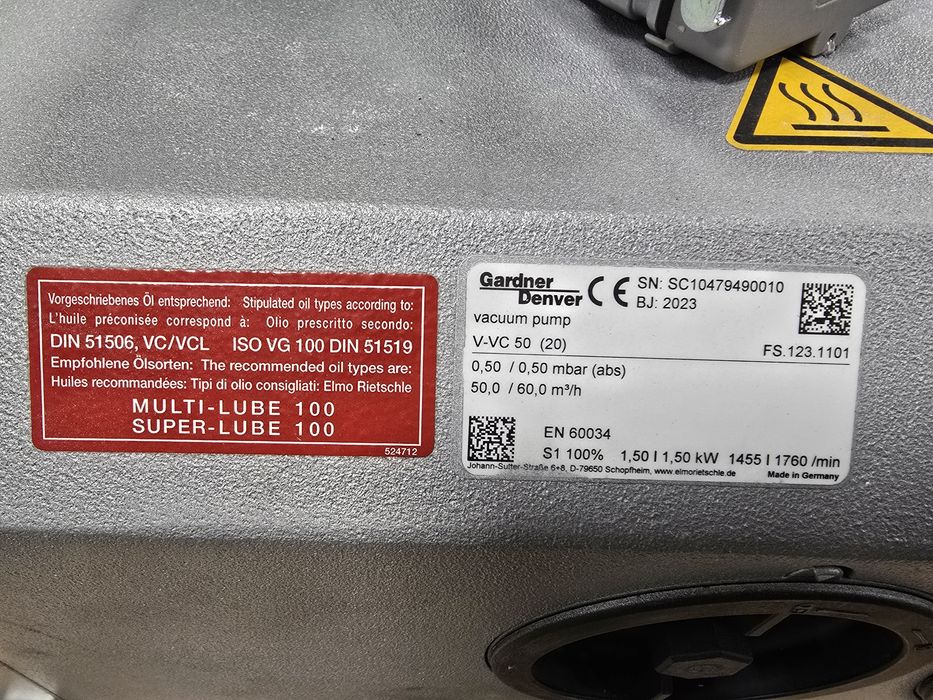 Vorgeschriebenes Öl entsprechend: Stipulated oil types according to:
L'huile préconisée correspond à: Olio prescritto secondo:
DIN 51506, VC/VCL ISO VG 100 DIN 51519
Empfohlene Ölsorten: The recommended oil types are:
Huiles recommandées: Tipi di olio consigliati: Elmo Rietschle
MULTI-LUBE 100
SUPER-LUBE 100
524712
Gardner
Denver
CE
SN: SC10479490010
BJ: 2023
vacuum pump
V-VC 50 (20)
FS.123.1101
0,50 / 0,50 mbar (abs)
50,0 / 60,0 m³/h
EN 60034
S1 100% 1,50 I 1,50 kW 1455 I 1760 /min
Johann-Sutter-Straße 6+8, D-79650 Schopfheim, www.elmorietschle.de
Made in Germany